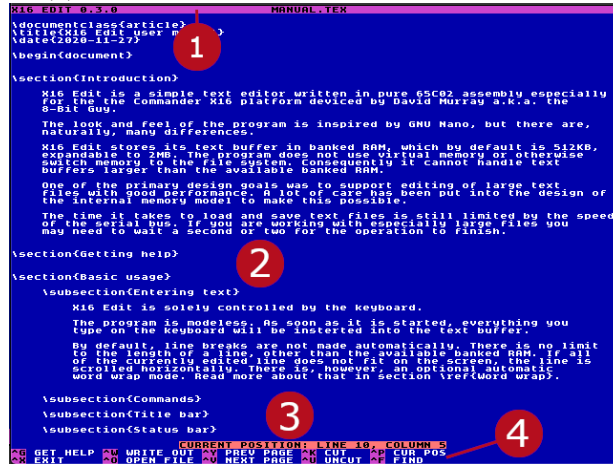 X16 EDIT 0.3.0 MANUAL.TEX
\documentclass{article}
\title{X16 Edit user m }
\date{2020-11-27}
1
\begin{document}
\section{Introduction}
X16 Edit is a simple text editor written in pure 65C02 assembly especially
for the the Commander X16 platform deviced by David Murray a.k.a. the
8-Bit Guy.
The look and feel of the program is inspired by GNU Nano, but there are,
naturally, many differences.
X16 Edit stores its text buffer in banked RAM, which by default is 512KB,
expandable to 2MB. The program does not use virtual memory or otherwise
switch memory to the file system. Consequently it cannot handle text
buffers larger than the available banked RAM.
One of the primary design goals was to support editing of large text
files with good performance. A lot of care has been put into the design of
the internal memory model to make this possible.
The time it takes to load and save text files is still limited by the speed
of the serial bus. If you are working with especially large files you
may need to wait a second or two for the operation to finish.
\section{Getting help}
2
\section{Basic usage}
\subsection{Entering text}
X16 Edit is solely controlled by the keyboard.
The program is modeless. As soon as it is started, everything you
type on the keyboard will be insterted into the text buffer.
By default, line breaks are not made automatically. There is no limit
to the length of a line, other than the available banked RAM. If all
of the currently edited line does not fit on the screen, the line is
scrolled horizontally. There is, however, an optional automatic
word wrap mode. Read more about that in section \ref{Word wrap}.
\subsection{Commands}
\subsection{Title bar}
3
\subsection{Status bar}
4
CURRENT POSITION: LINE 10, COLUMN 5
^G GET HELP ^W WRITE OUT ^Y PREV PAGE ^K CUT ^P CUR POS
^X EXIT ^O OPEN FILE ^V NEXT PAGE ^U UNCUT ^F FIND